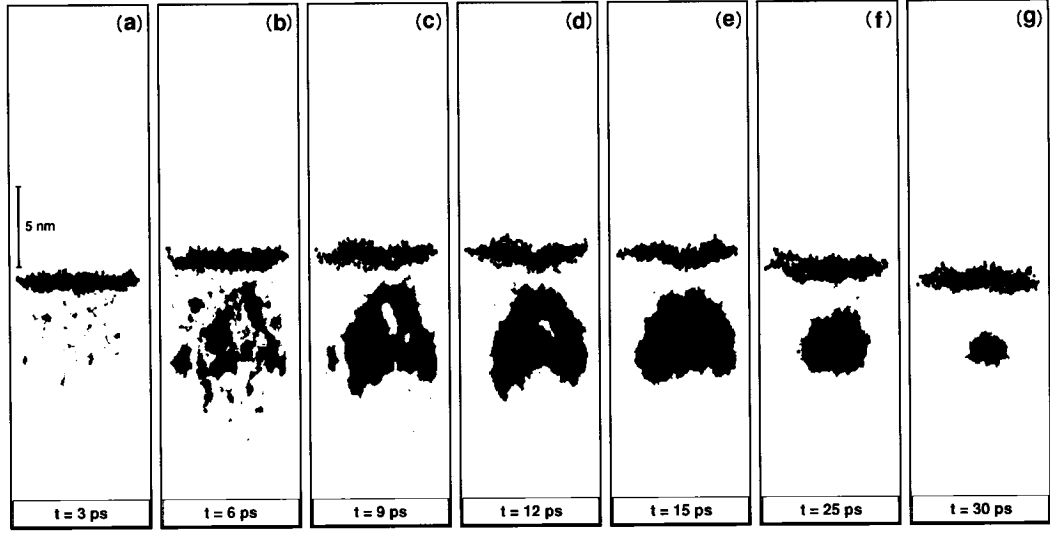 (a)
(b)
(c)
(d)
(e)
(f)
(g)
5 nm
t = 3 ps
t = 6 ps
t = 9 ps
t = 12 ps
t = 15 ps
t = 25 ps
t = 30 ps